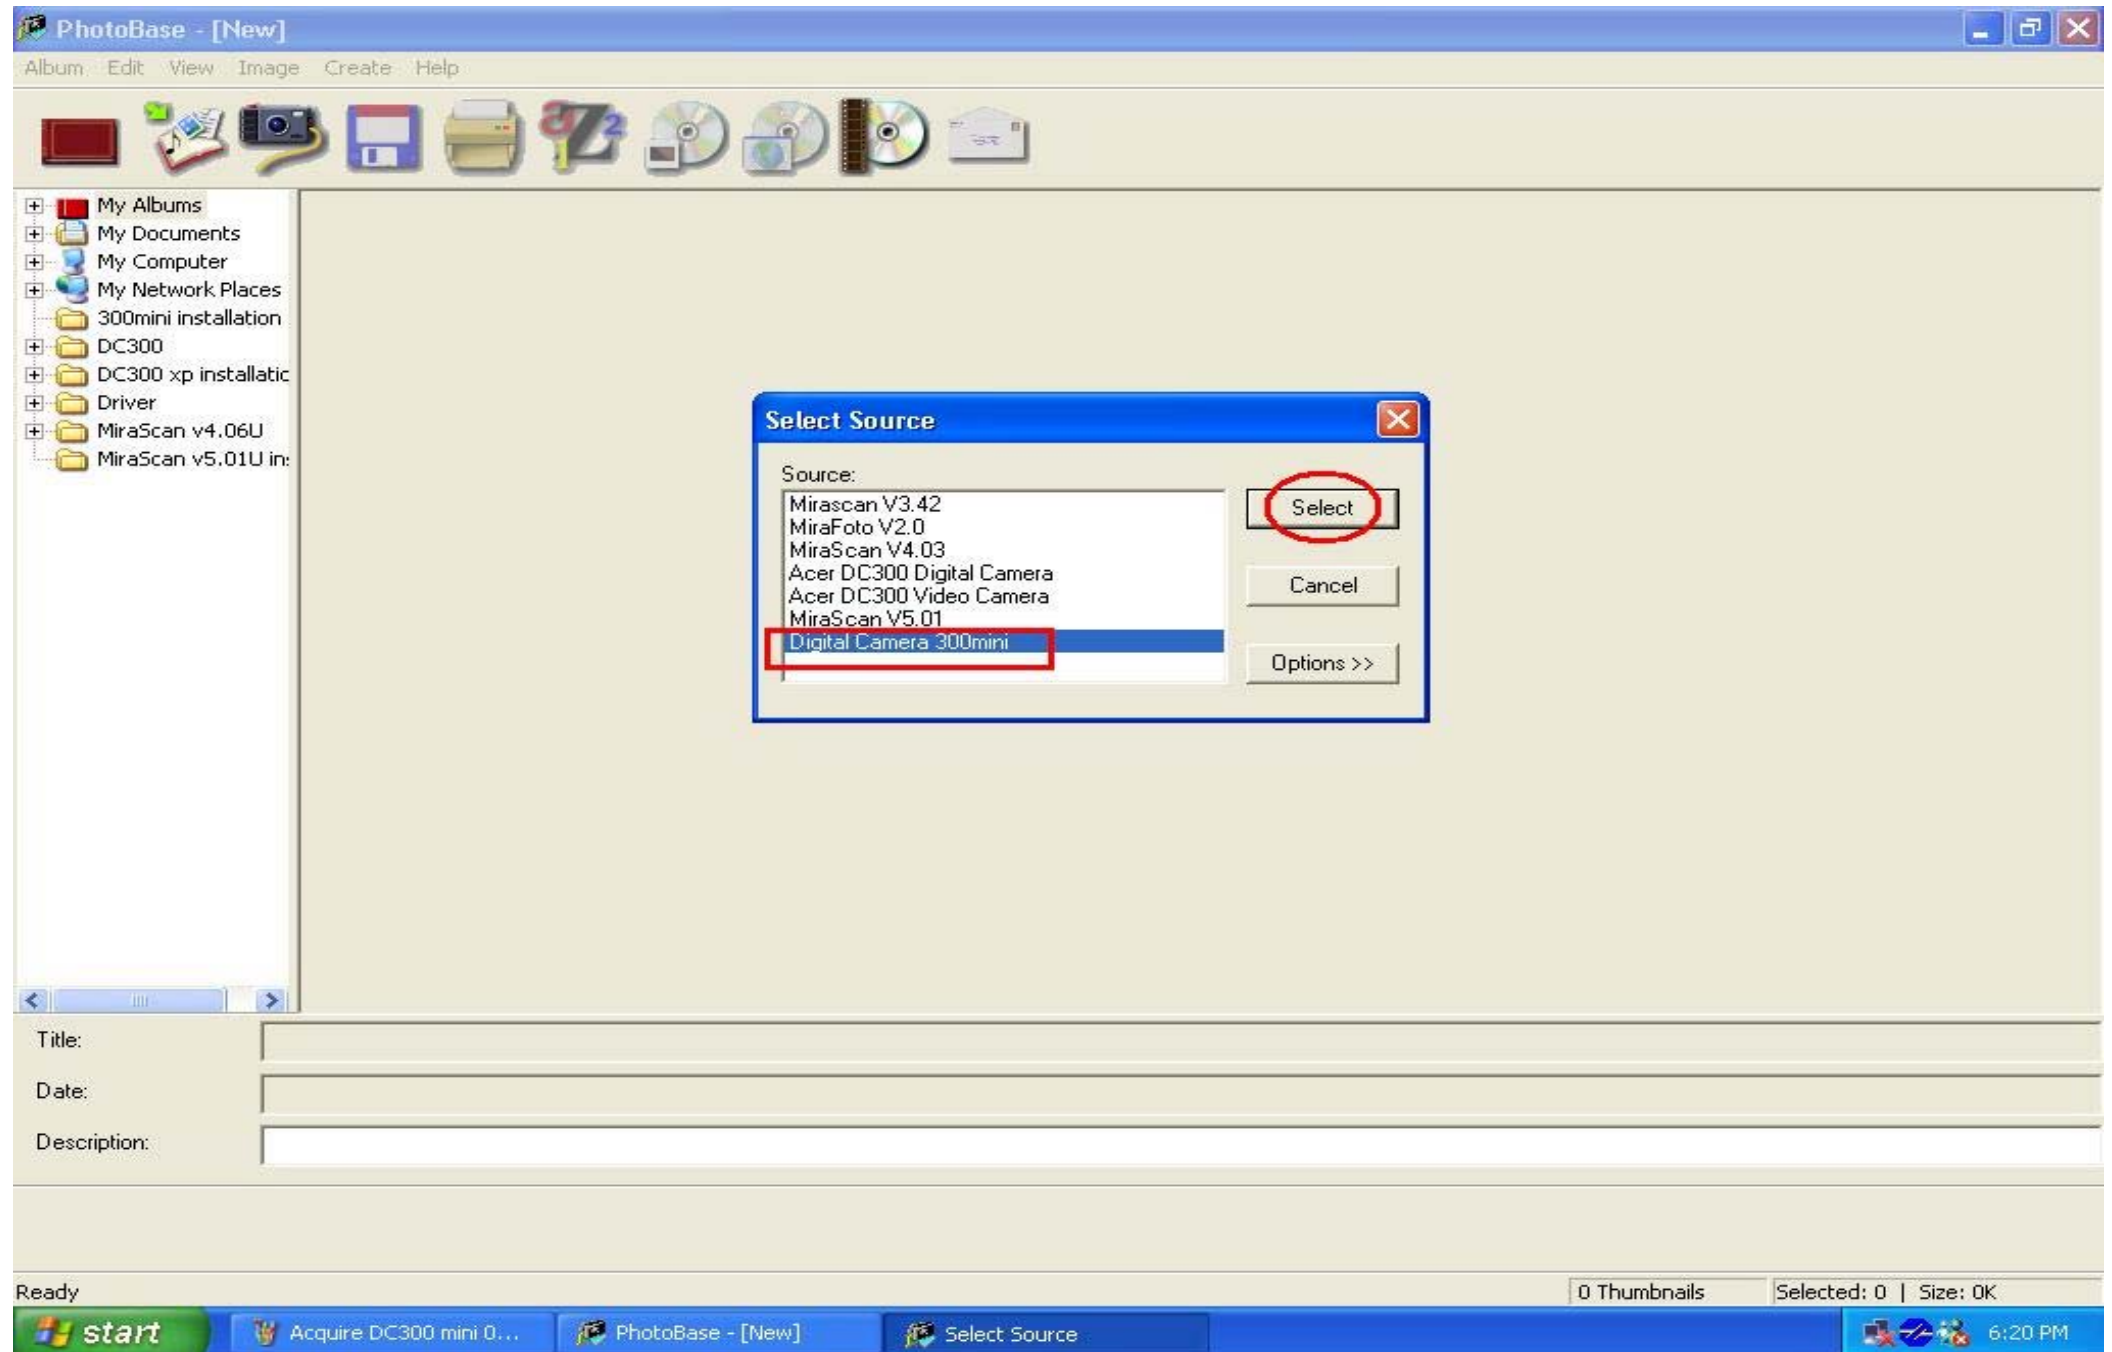 PhotoBase - [New]
Album Edit View Image Create Help
My Albums
My Documents
My Computer
My Network Places
300mini installation
DC300
DC300 xp installatic
Driver
MiraScan v4.06U
MiraScan v5.01U in:
Select Source
Source:
Mirascan V3.42
MiraFoto V2.0
MiraScan V4.03
Acer DC300 Digital Camera
Acer DC300 Video Camera
MiraScan V5.01
Digital Camera 300mini
Select
Cancel
Options >>
Title:
Date:
Description:
Ready
0 Thumbnails
Selected: 0 | Size: 0K
start
Acquire DC300 mini 0...
PhotoBase - [New]
Select Source
6:20 PM